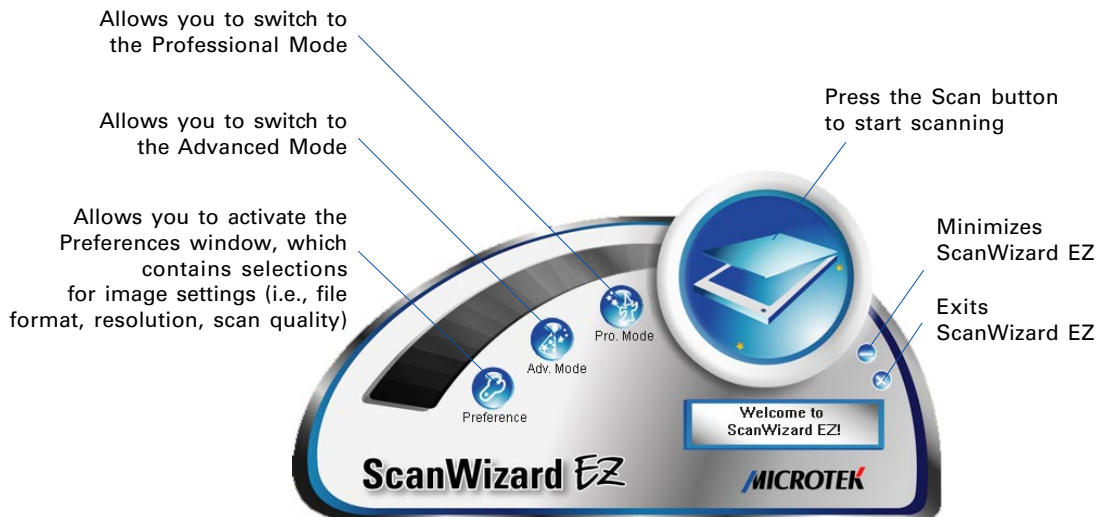 Allows you to switch to
the Professional Mode
Allows you to switch to
the Advanced Mode
Allows you to activate the
Preferences window, which
contains selections
for image settings (i.e., file
format, resolution, scan quality)
Press the Scan button
to start scanning
Minimizes
ScanWizard EZ
Exits
ScanWizard EZ
Pro. Mode
Adv. Mode
Preference
Welcome to
ScanWizard EZ!
ScanWizard EZ
MICROTEK